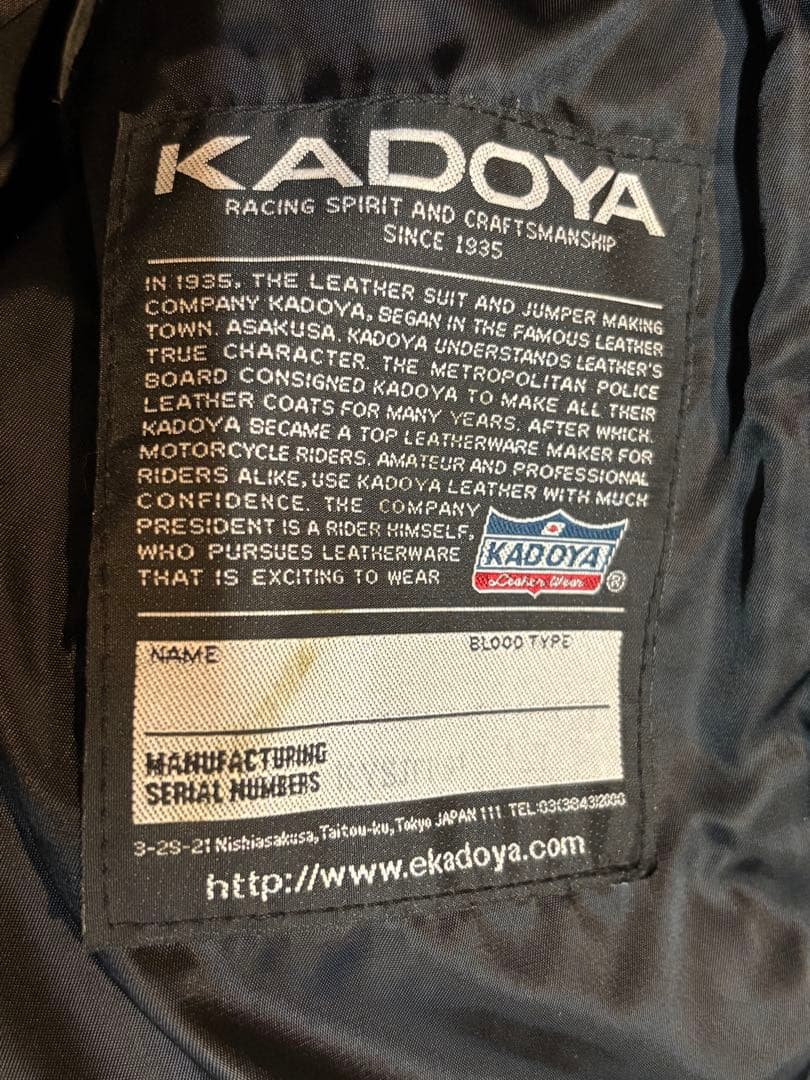 KADOYA
RACING SPIRIT AND CRAFTSMANSHIP
SINCE 1935
IN 1935, THE LEATHER SUIT AND JUMPER MAKING
COMPANY KADOYA, BEGAN IN THE FAMOUS LEATHER
TOWN. ASAKUSA. KADOYA UNDERSTANDS LEATHER'S
TRUE CHARACTER. THE METROPOLITAN POLICE
BOARD CONSIGNED KADOYA TO MAKE ALL THEIR
LEATHER COATS FOR MANY YEARS. AFTER WHICH.
KADOYA BECAME A TOP LEATHERWARE MAKER FOR
MOTORCYCLE RIDERS. AMATEUR AND PROFESSIONAL
RIDERS ALIKE, USE KADOYA LEATHER WITH MUCH
CONFIDENCE. THE COMPANY
PRESIDENT IS A RIDER HIMSELF,
WHO PURSUES LEATHERWARE
THAT IS EXCITING TO WEAR
KADOYA
Leather Wear ®
NAME BLOOD TYPE
MANUFACTURING
SERIAL NUMBERS
3-29-21 Nishiasakusa,Taitou-ku,Tokyo JAPAN 111 TEL:03(3843)2000
http://www.ekadoya.com